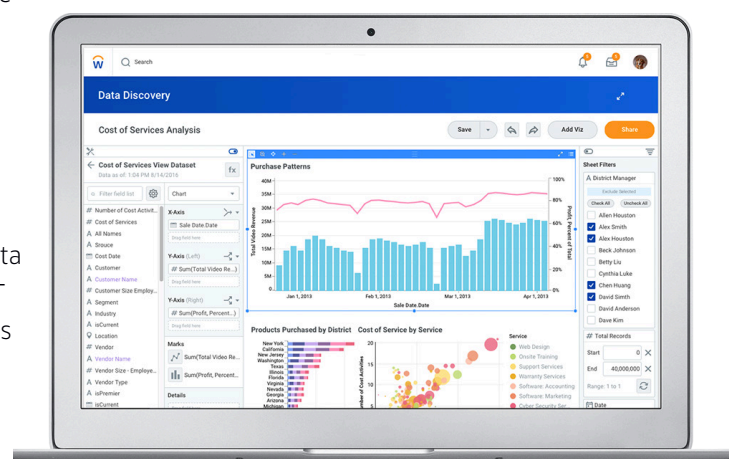 ta
-
s
w
Search
Data Discovery
Cost of Services Analysis
Save
Add Viz
Share
Cost of Services View Dataset
Data as of: 1:04 PM 8/14/2016
fx
Filter field list
Chart
# Number of Cost Activit...
# Cost of Services
A All Names
A Srouce
Cost Date
A Customer
A Customer Name
# Customer Size Employ...
A Segment
A Industry
A isCurrent
Location
# Vendor
A Vendor Name
# Vendor Size - Employe...
A Vendor Type
A isPremier
isCurrent
X-Axis
Sale Date.Date
Drag field here
Y-Axis (Left)
# Sum(Total Video Re...)
Drag field here
Y-Axis (Right)
# Sum(Profit, Percent...)
Drag field here
Marks
Sum(Total Video Re...
Sum(Profit, Percent...
Details
Purchase Patterns
Total Video Revenue
40M
35M
30M
25M
20M
15M
10M
5M
0
100%
80%
60%
40%
20%
0%
Profit, Percent of Total
Jan 1, 2013
Feb 1, 2013
Mar 1, 2013
Apr 1, 2013
Sale Date.Date
Products Purchased by District
New York
California
New Jersey
Washington
Texas
Illinois
Florida
Virginia
Nevada
Georgia
Arizona
Michigan
Cost of Service by Service
20
15
10
5
Number of Cost Activities
Service
Web Design
Onsite Training
Support Services
Warranty Services
Software: Accounting
Software: Marketing
Cyber Security Ser...
Sheet Filters
A District Manager
Exclude Selected
Check All
Uncheck All
Allen Houston
Alex Smith
Alex Houston
Beck Johnson
Betty Liu
Cynthia Luke
Chen Huang
David Simth
David Anderson
Dave Kim
# Total Records
Start
0
End
40,000,000
Range: 1 to 1
Date